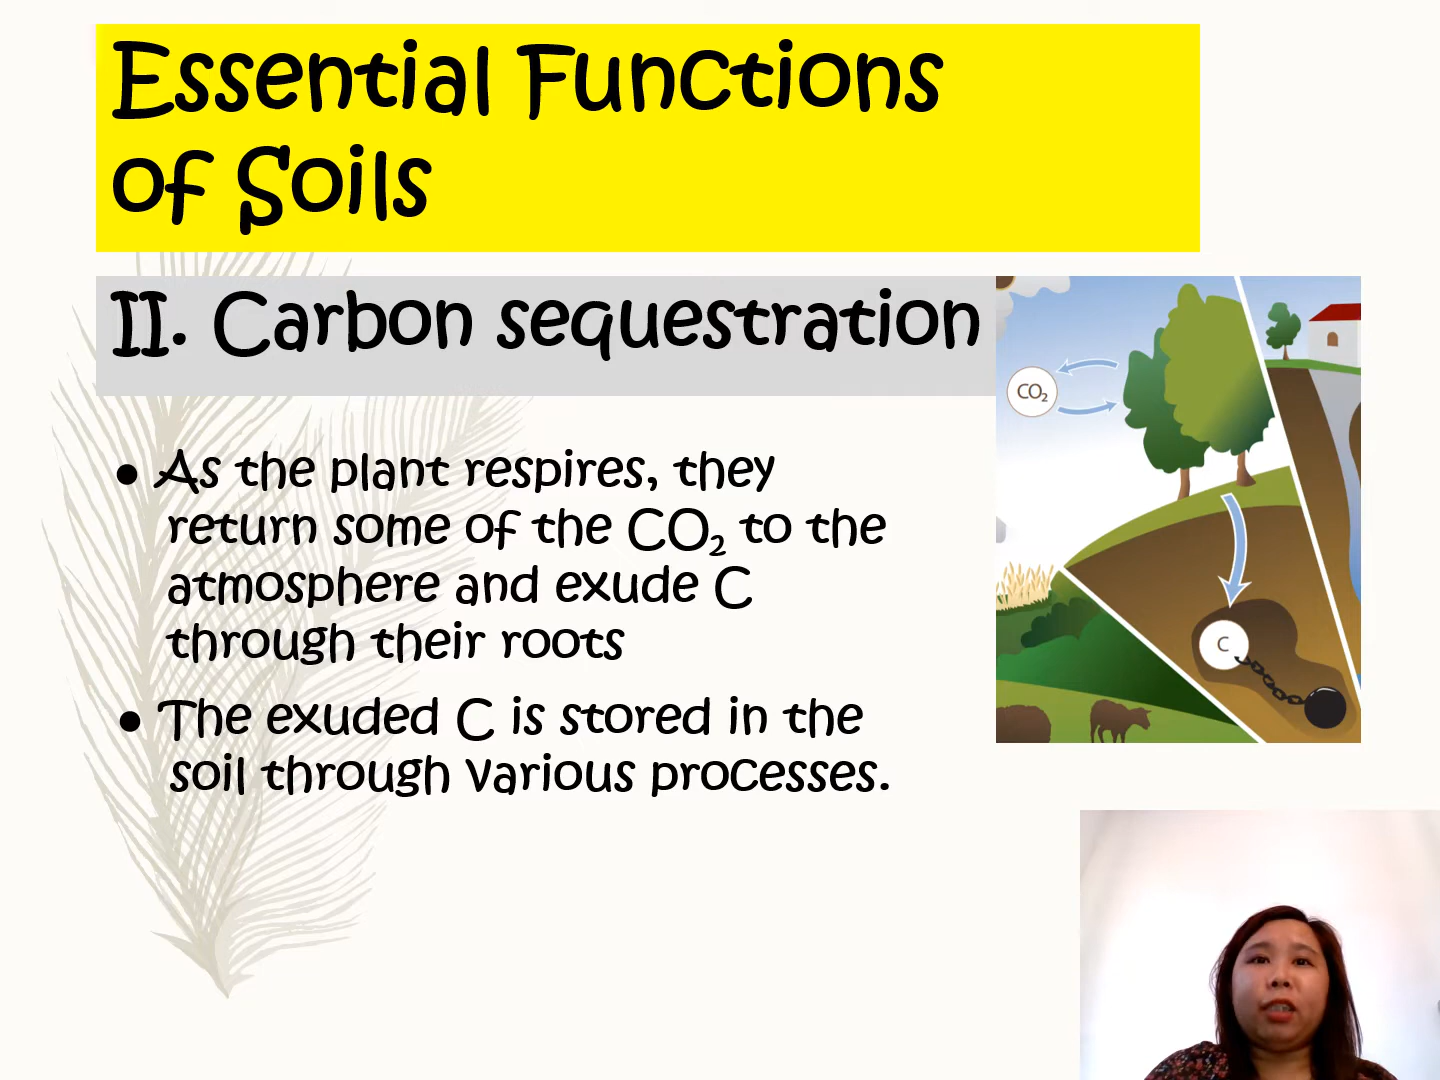 Essential Functions
of Soils
II. Carbon sequestration
• As the plant respires, they
return some of the CO₂ to the
atmosphere and exude C
through their roots
• The exuded C is stored in the
soil through various processes.
CO₂
C